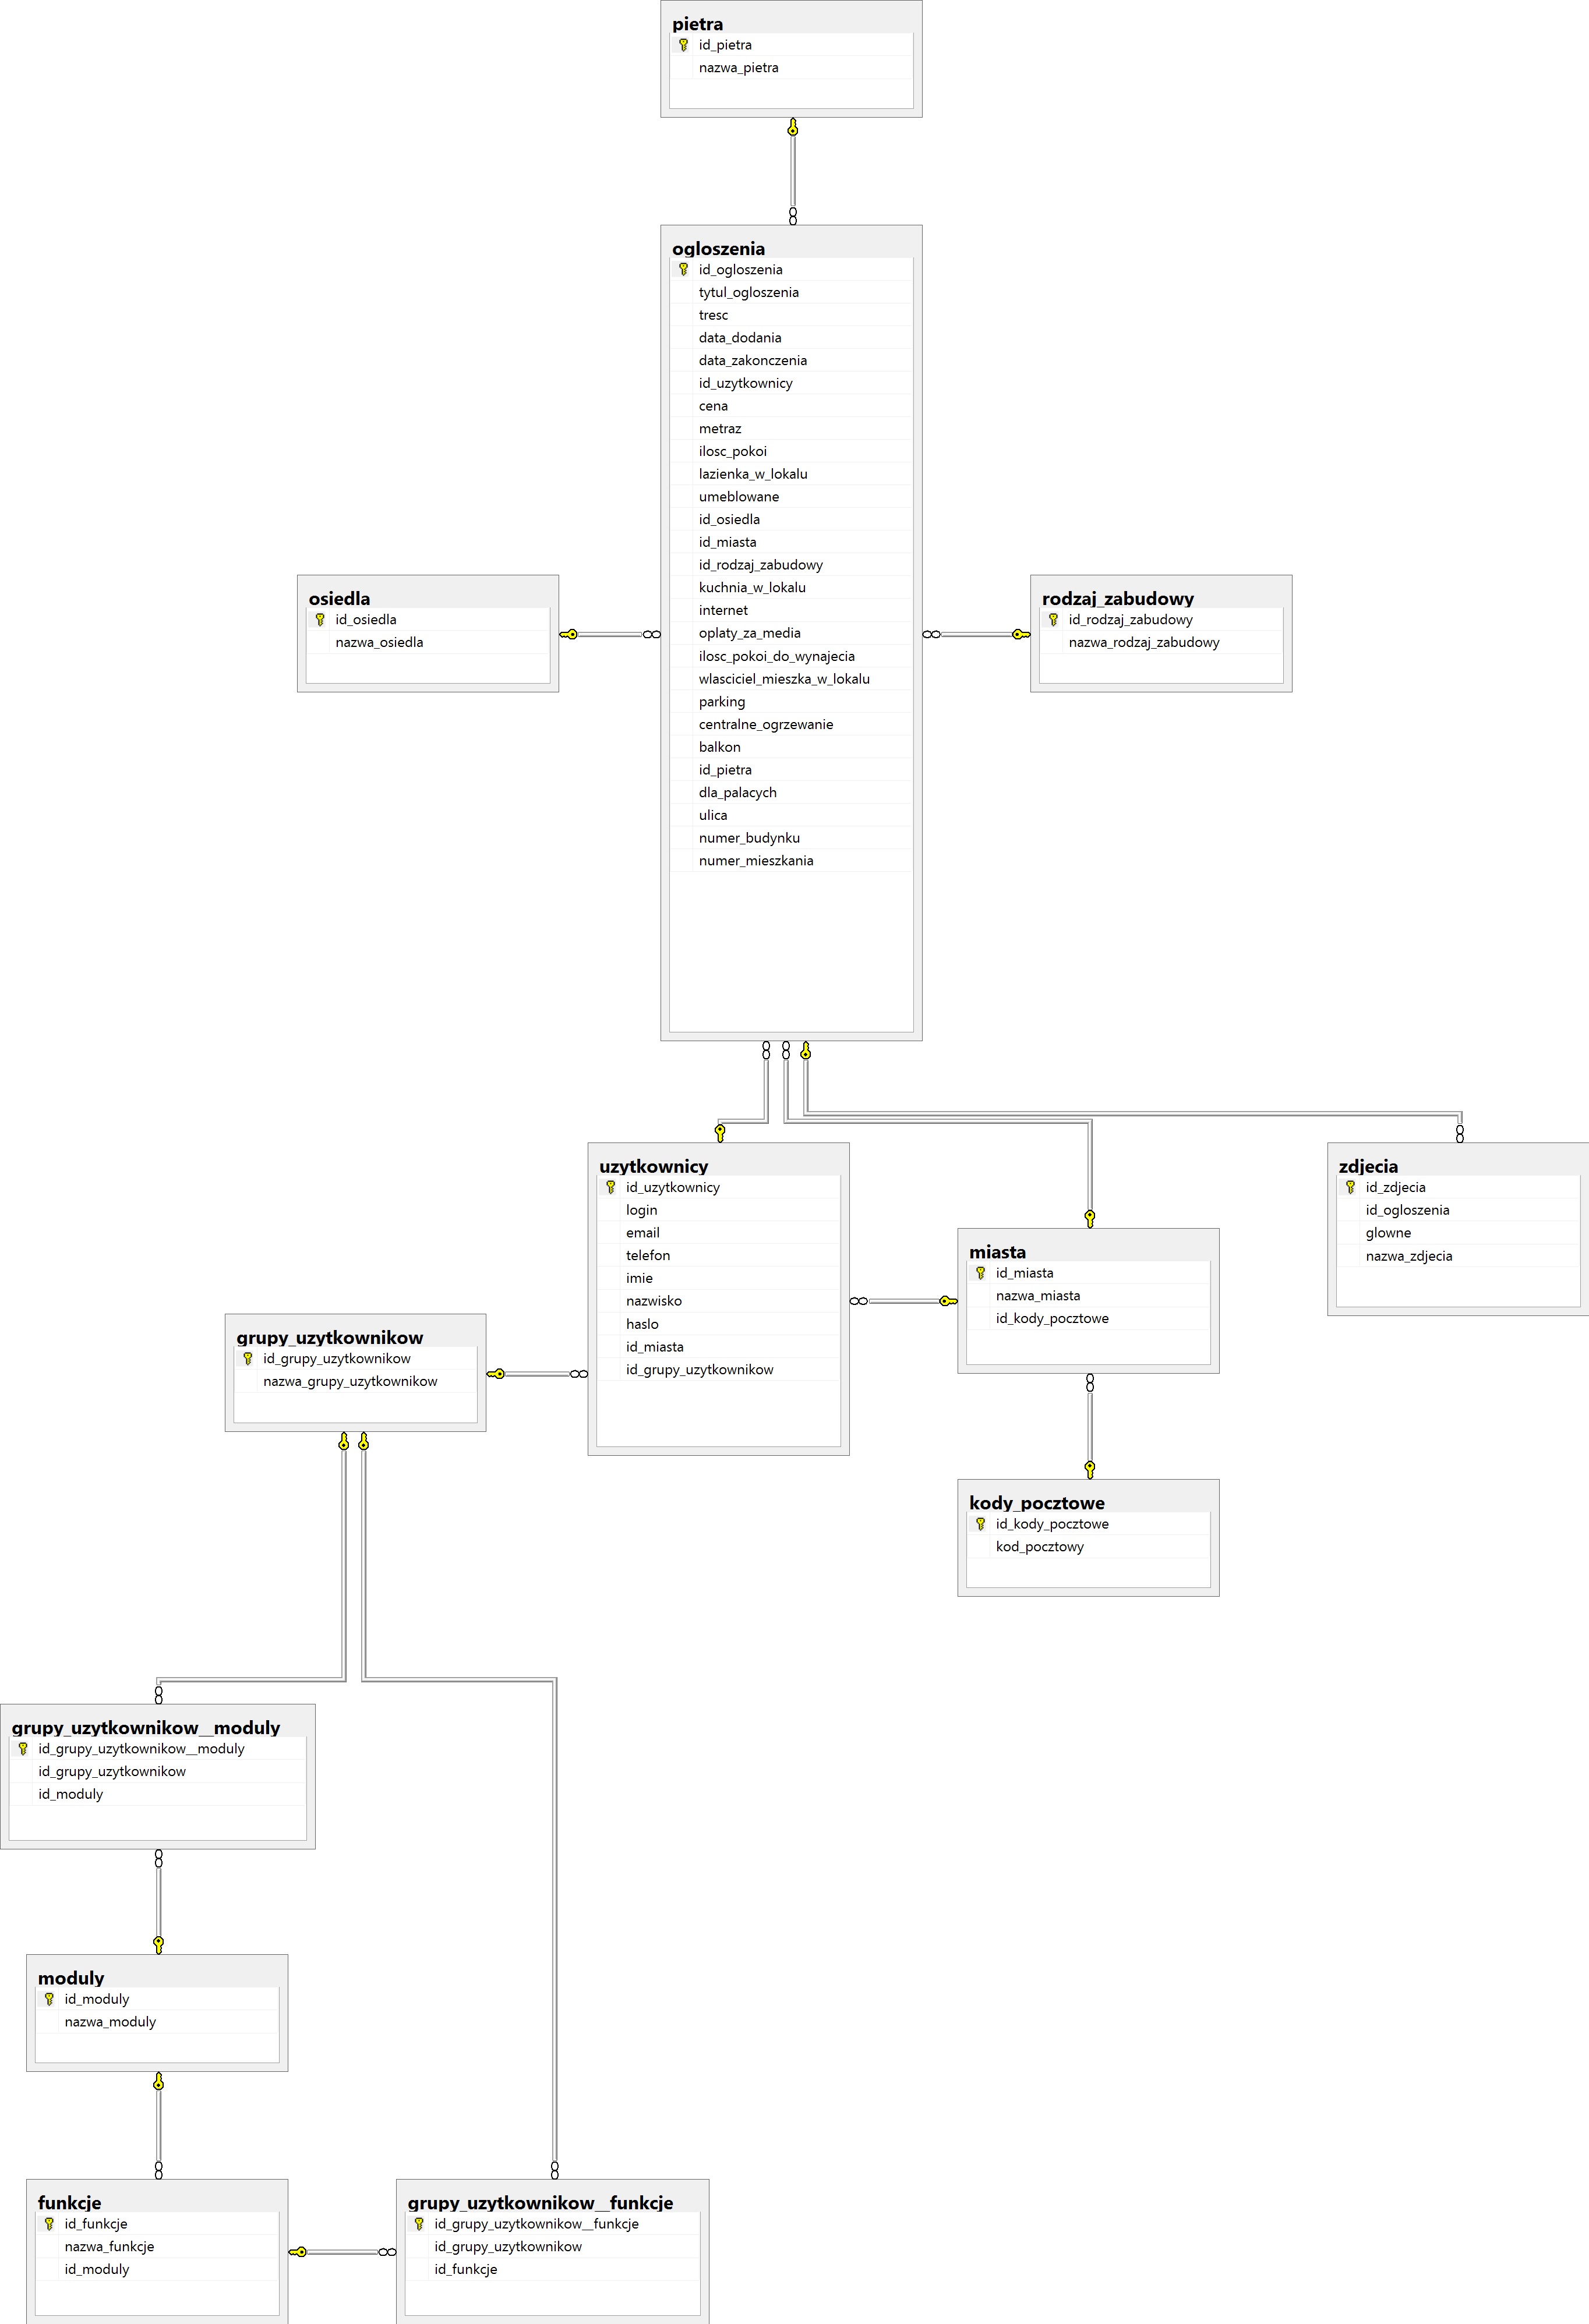 pietra
id_pietra
nazwa_pietra
ogloszenia
id_ogloszenia
tytul_ogloszenia
tresc
data_dodania
data_zakonczenia
id_uzytkownicy
cena
metraz
ilosc_pokoi
lazienka_w_lokalu
umeblowane
id_osiedla
id_miasta
id_rodzaj_zabudowy
kuchnia_w_lokalu
internet
oplaty_za_media
ilosc_pokoi_do_wynajecia
wlasciciel_mieszka_w_lokalu
parking
centralne_ogrzewanie
balkon
id_pietra
dla_palacych
ulica
numer_budynku
numer_mieszkania
osiedla
id_osiedla
nazwa_osiedla
rodzaj_zabudowy
id_rodzaj_zabudowy
nazwa_rodzaj_zabudowy
uzytkownicy
id_uzytkownicy
login
email
telefon
imie
nazwisko
haslo
id_miasta
id_grupy_uzytkownikow
zdjecia
id_zdjecia
id_ogloszenia
glowne
nazwa_zdjecia
miasta
id_miasta
nazwa_miasta
id_kody_pocztowe
grupy_uzytkownikow
id_grupy_uzytkownikow
nazwa_grupy_uzytkownikow
kody_pocztowe
id_kody_pocztowe
kod_pocztowy
grupy_uzytkownikow__moduly
id_grupy_uzytkownikow__moduly
id_grupy_uzytkownikow
id_moduly
moduly
id_moduly
nazwa_moduly
funkcje
id_funkcje
nazwa_funkcje
id_moduly
grupy_uzytkownikow__funkcje
id_grupy_uzytkownikow__funkcje
id_grupy_uzytkownikow
id_funkcje